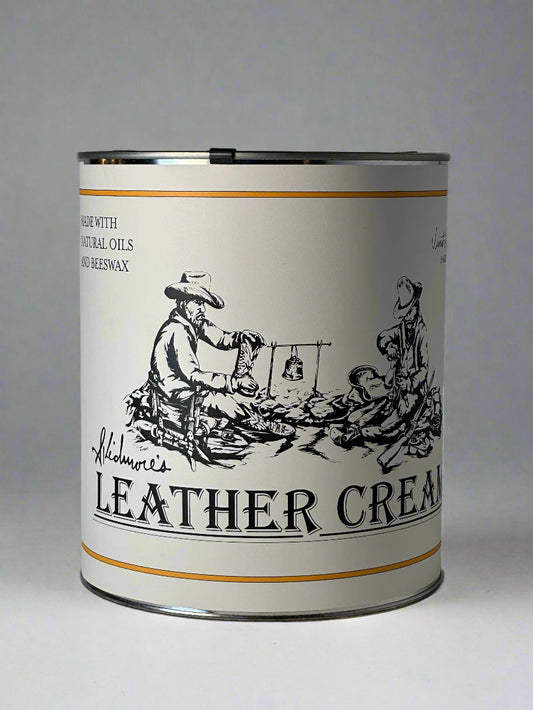 MADE WITH
NATURAL OILS
AND BEESWAX
Skidmore's
LEATHER CREAM